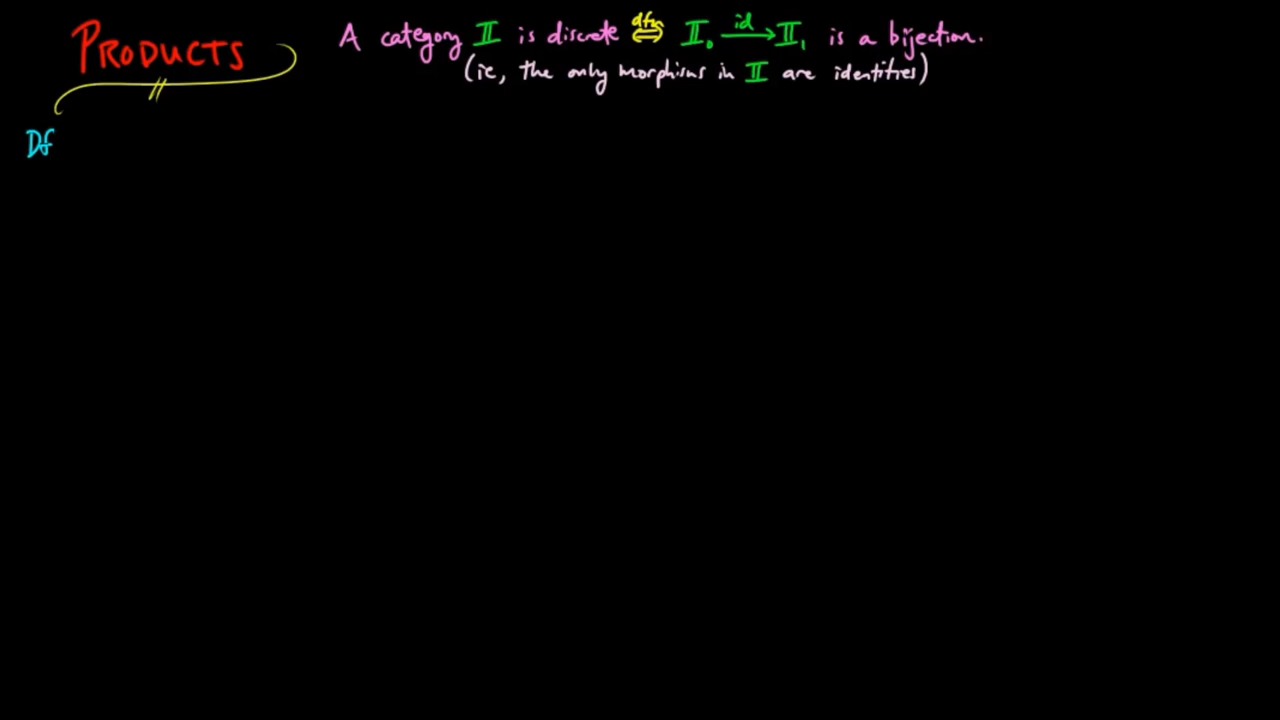 PRODUCTS
A category 𝕀 is discrete dfn ⟺ 𝕀₀ —id→ 𝕀₁ is a bijection.
(ie, the only morphisms in 𝕀 are identities)
Df